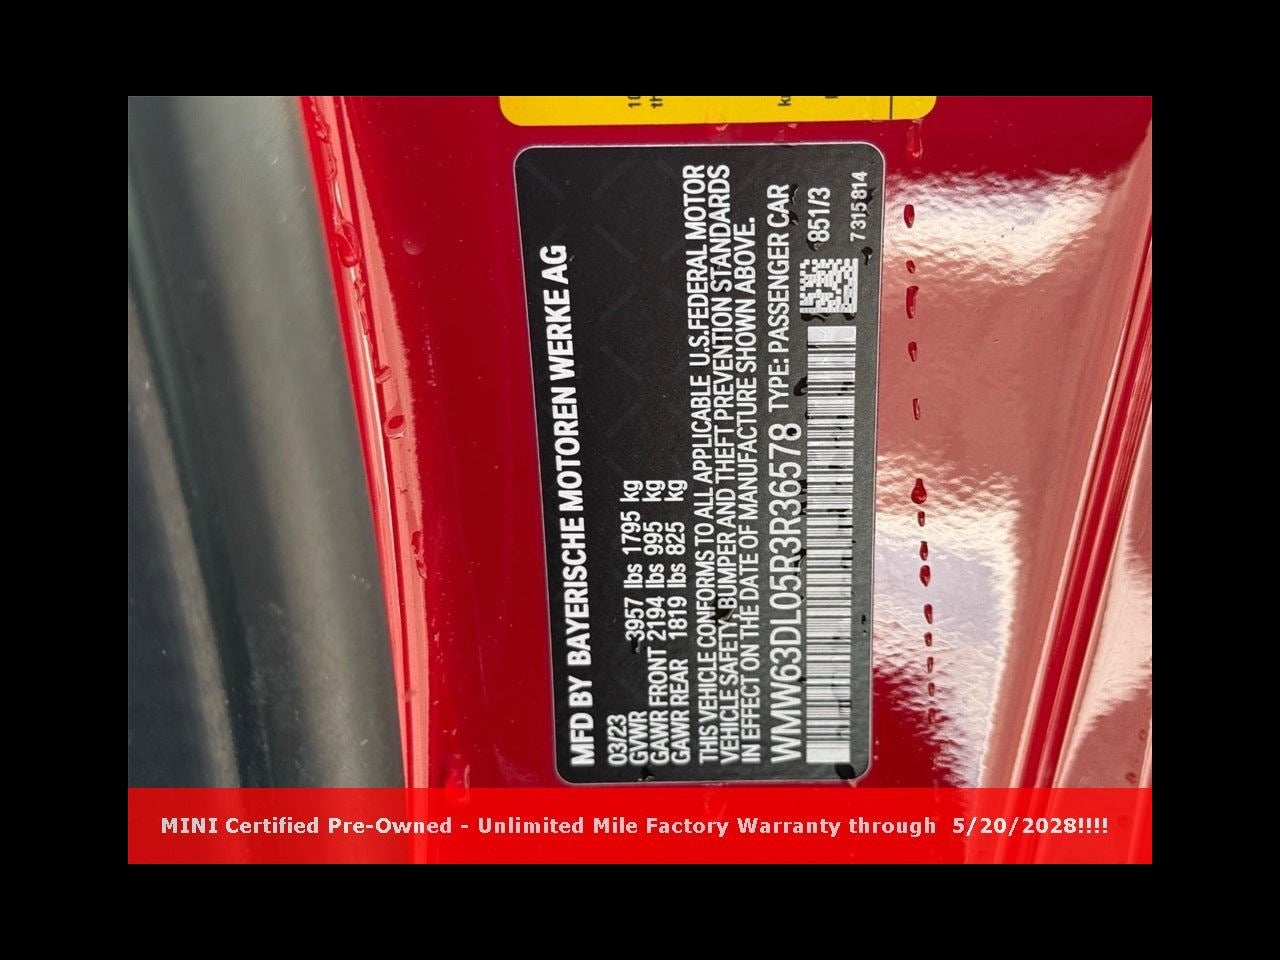 MFD BY BAYERISCHE MOTOREN WERKE AG
03/23
GVWR 3957 lbs 1795 kg
GAWR FRONT 2194 lbs 995 kg
GAWR REAR 1819 lbs 825 kg
THIS VEHICLE CONFORMS TO ALL APPLICABLE U.S.FEDERAL MOTOR
VEHICLE SAFETY, BUMPER AND THEFT PREVENTION STANDARDS
IN EFFECT ON THE DATE OF MANUFACTURE SHOWN ABOVE.
WMW63DL05R3R36578 TYPE: PASSENGER CAR
851/3
7315814
MINI Certified Pre-Owned - Unlimited Mile Factory Warranty through 5/20/2028!!!!